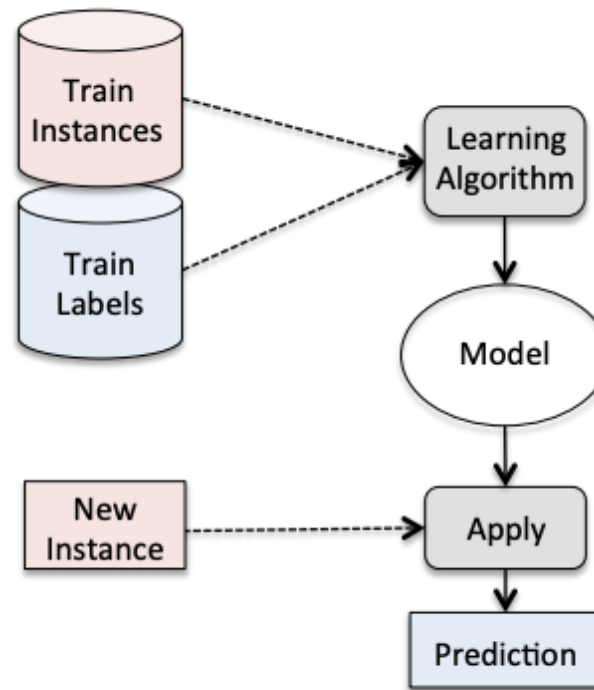 Train
Instances
Learning
Algorithm
Train
Labels
Model
New
Instance
Apply
Prediction